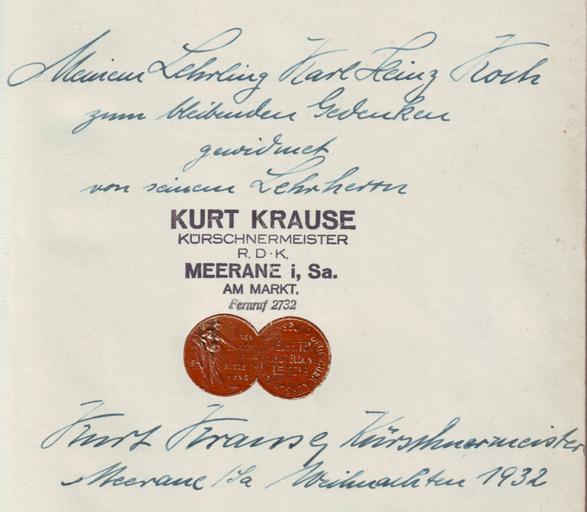 Meinem Lehrling Karl Heinz Koch
zum bleibenden Gedenken
gewidmet
von seinem Lehrherrn
KURT KRAUSE
KÜRSCHNERMEISTER
R. D. K.
MEERANE i, Sa.
AM MARKT.
Fernruf 2732
Kurt Krause, Kürschnermeister
Meerane i/Sa Weihnachten 1932